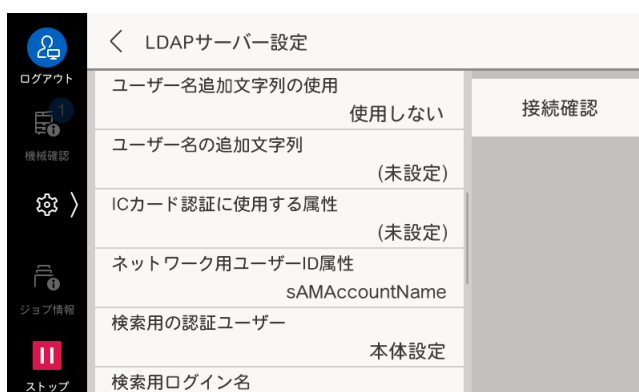 LDAPサーバー設定
ログアウト
1
機械確認
ジョブ情報
ストップ
ユーザー名追加文字列の使用
使用しない
ユーザー名の追加文字列
(未設定)
ICカード認証に使用する属性
(未設定)
ネットワーク用ユーザーID属性
sAMAccountName
検索用の認証ユーザー
本体設定
検索用ログイン名
接続確認